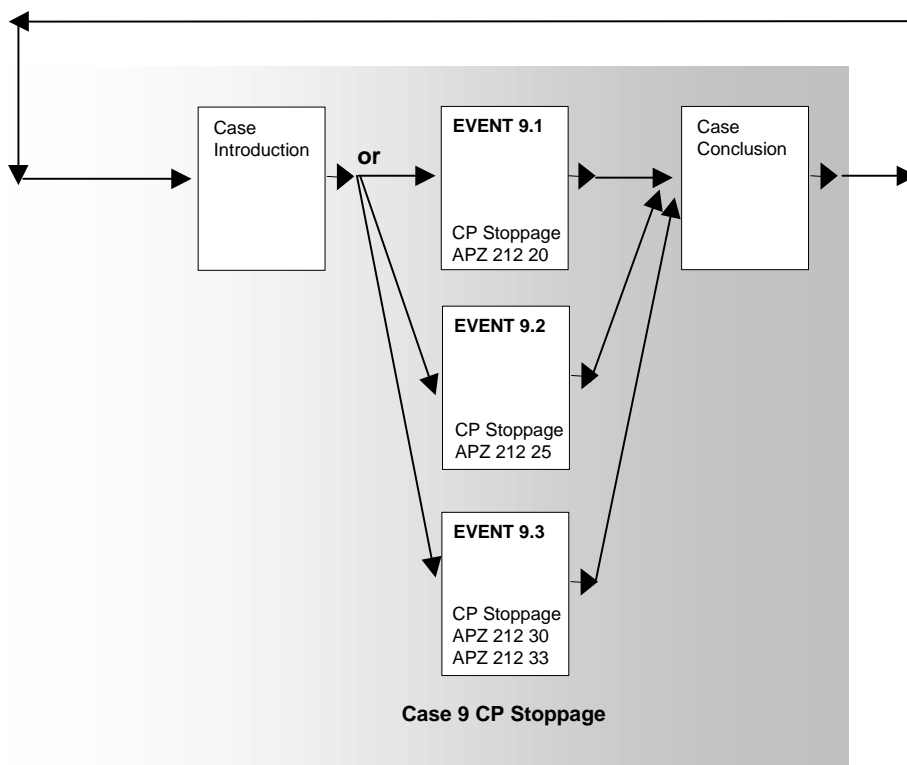 Case
Introduction
or
EVENT 9.1
CP Stoppage
APZ 212 20
EVENT 9.2
CP Stoppage
APZ 212 25
EVENT 9.3
CP Stoppage
APZ 212 30
APZ 212 33
Case
Conclusion
Case 9 CP Stoppage